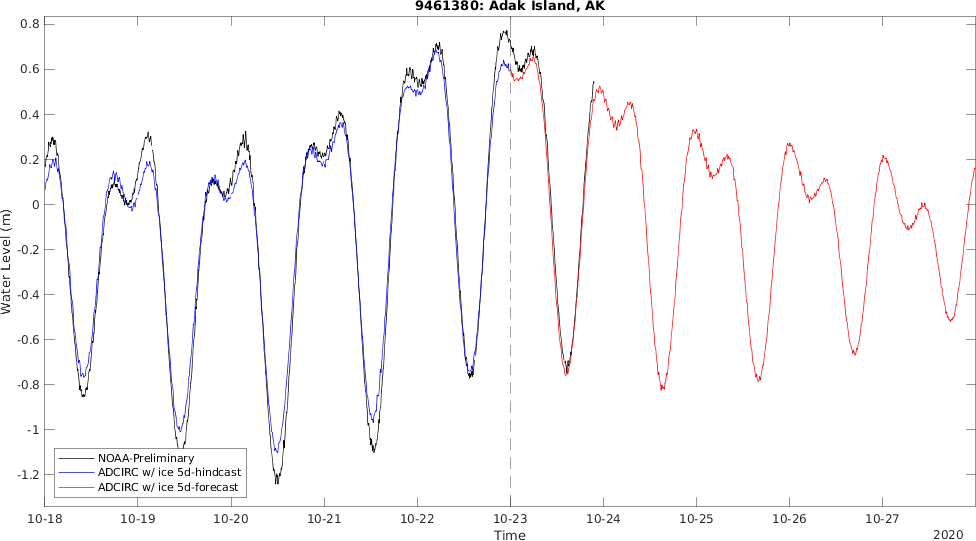 9461380: Adak Island, AK
0.8
0.6
0.4
0.2
0
-0.2
-0.4
-0.6
-0.8
-1
-1.2
Water Level (m)
NOAA-Preliminary
ADCIRC w/ ice 5d-hindcast
ADCIRC w/ ice 5d-forecast
10-18 10-19 10-20 10-21 10-22 10-23 10-24 10-25 10-26 10-27
Time
2020